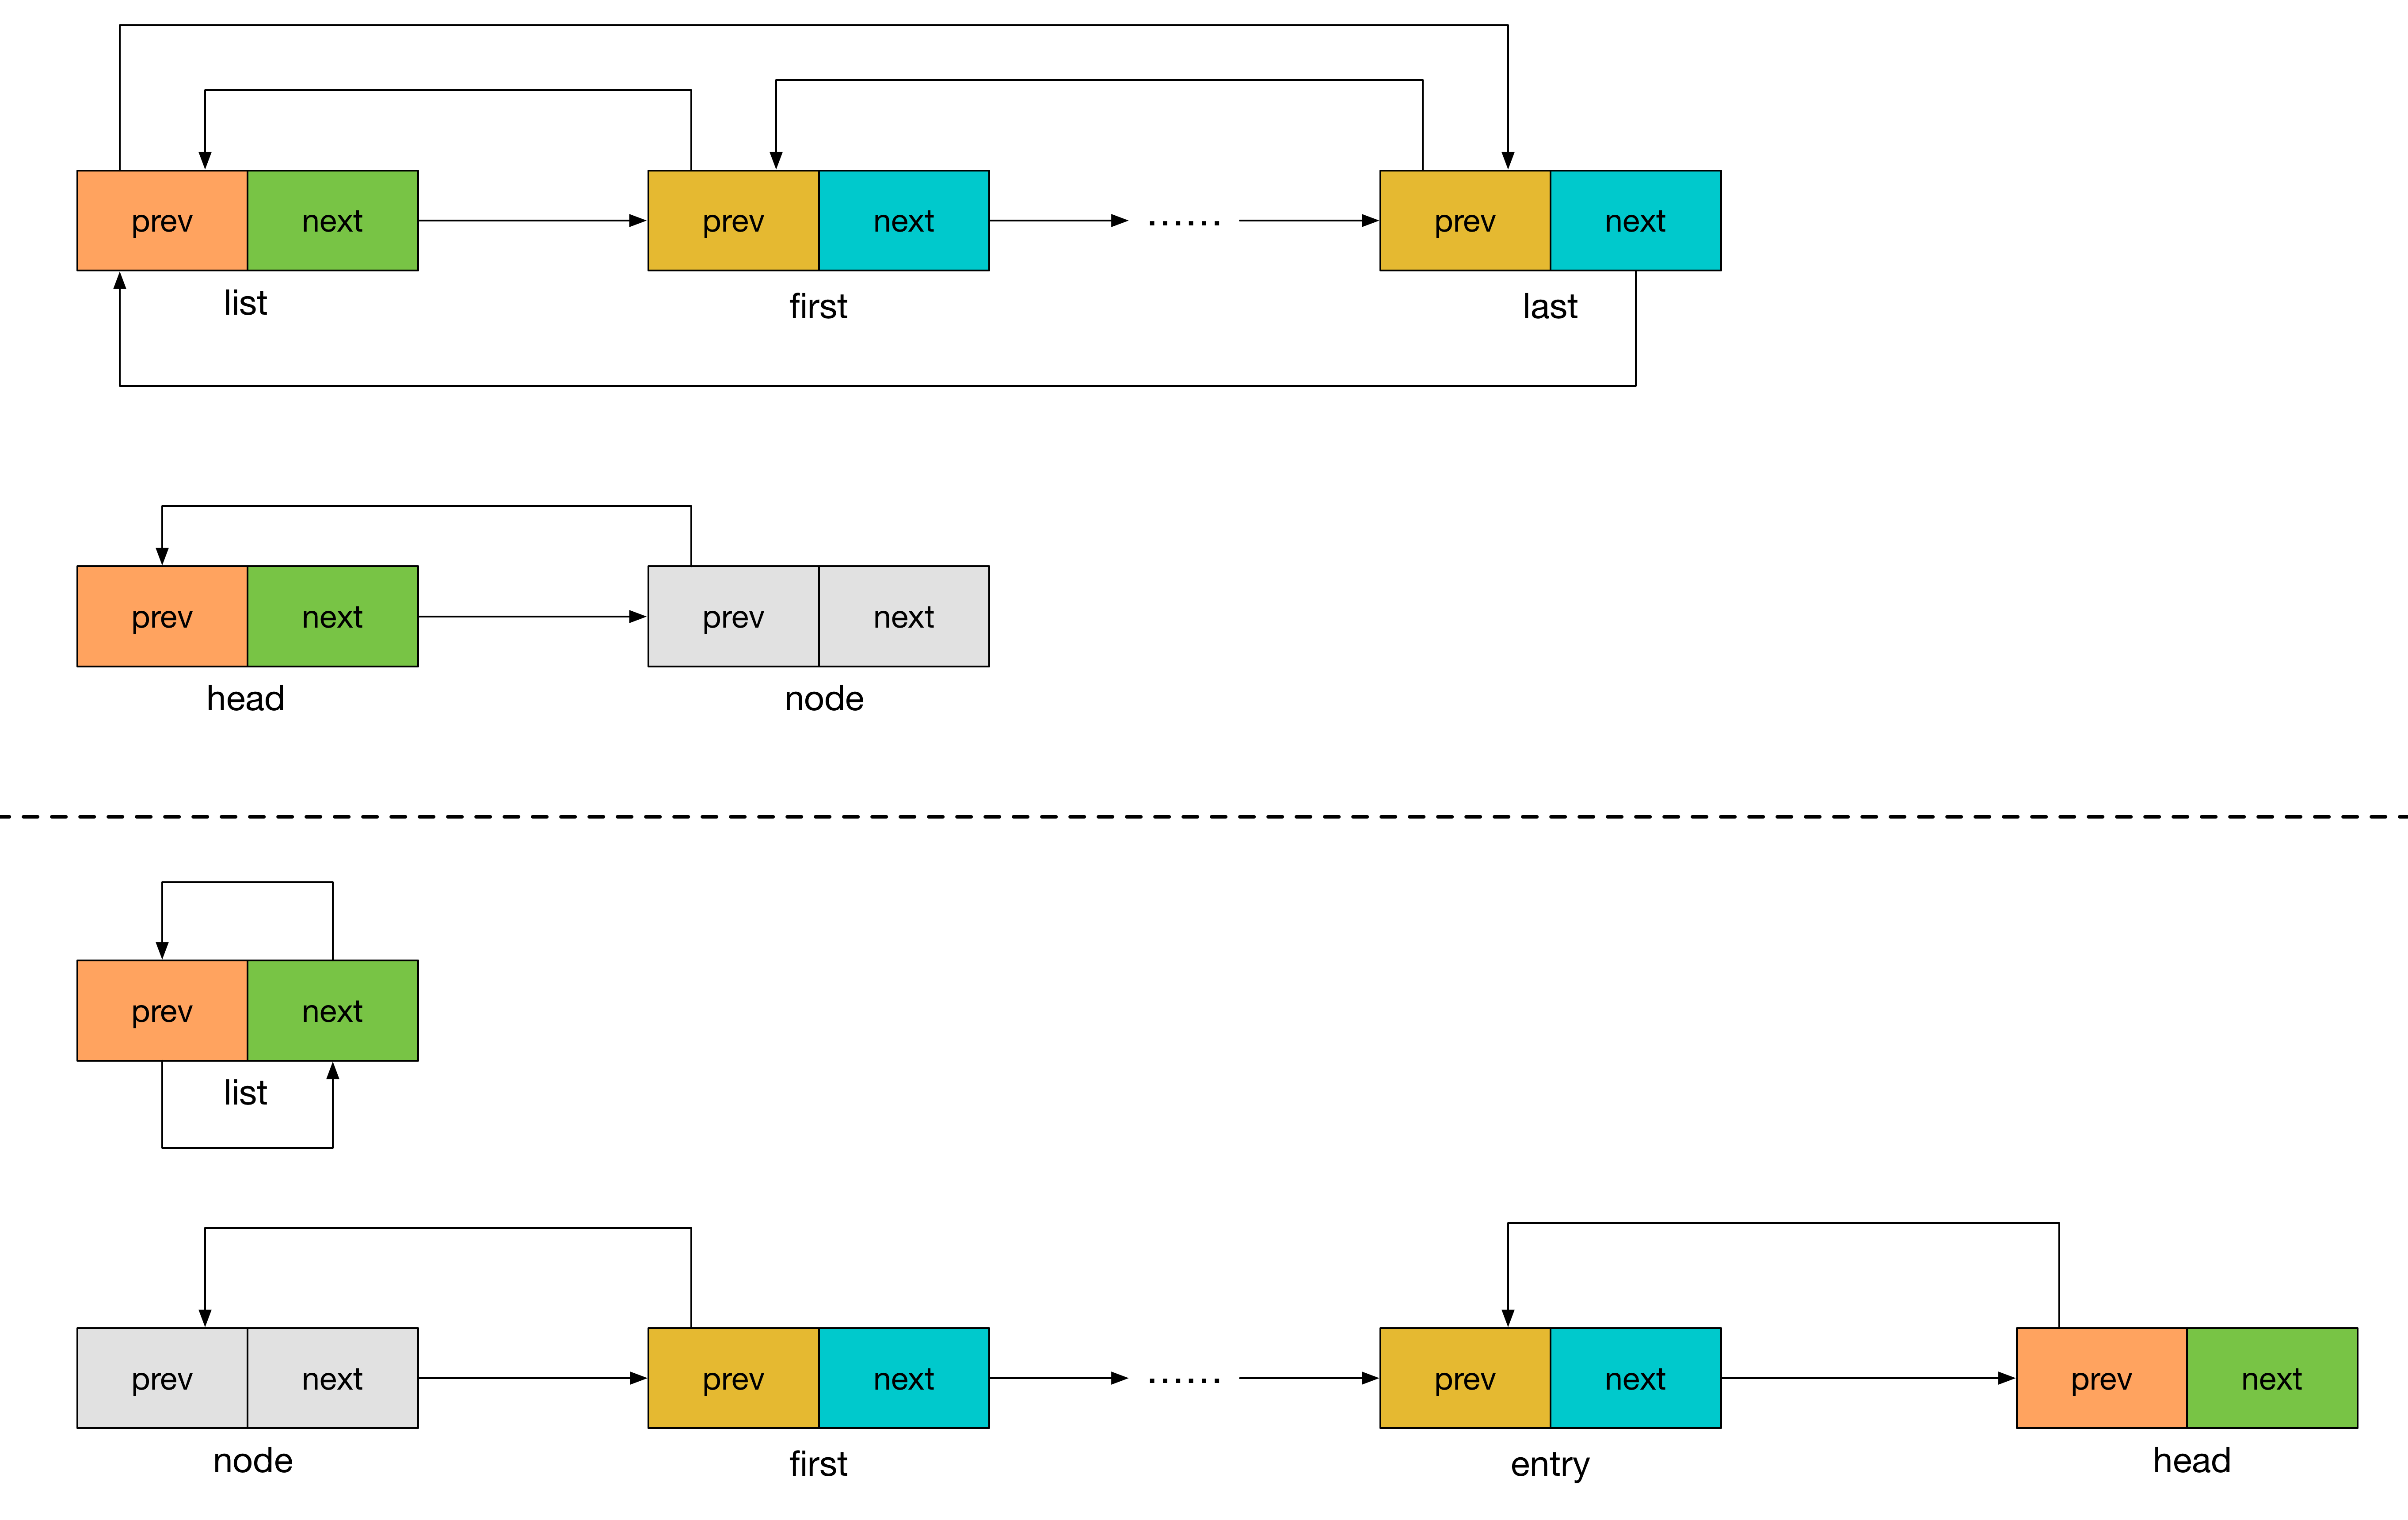 prev next prev next ...... prev next
list first last
prev next prev next
head node
prev next
list
prev next prev next ...... prev next prev next
node first entry head